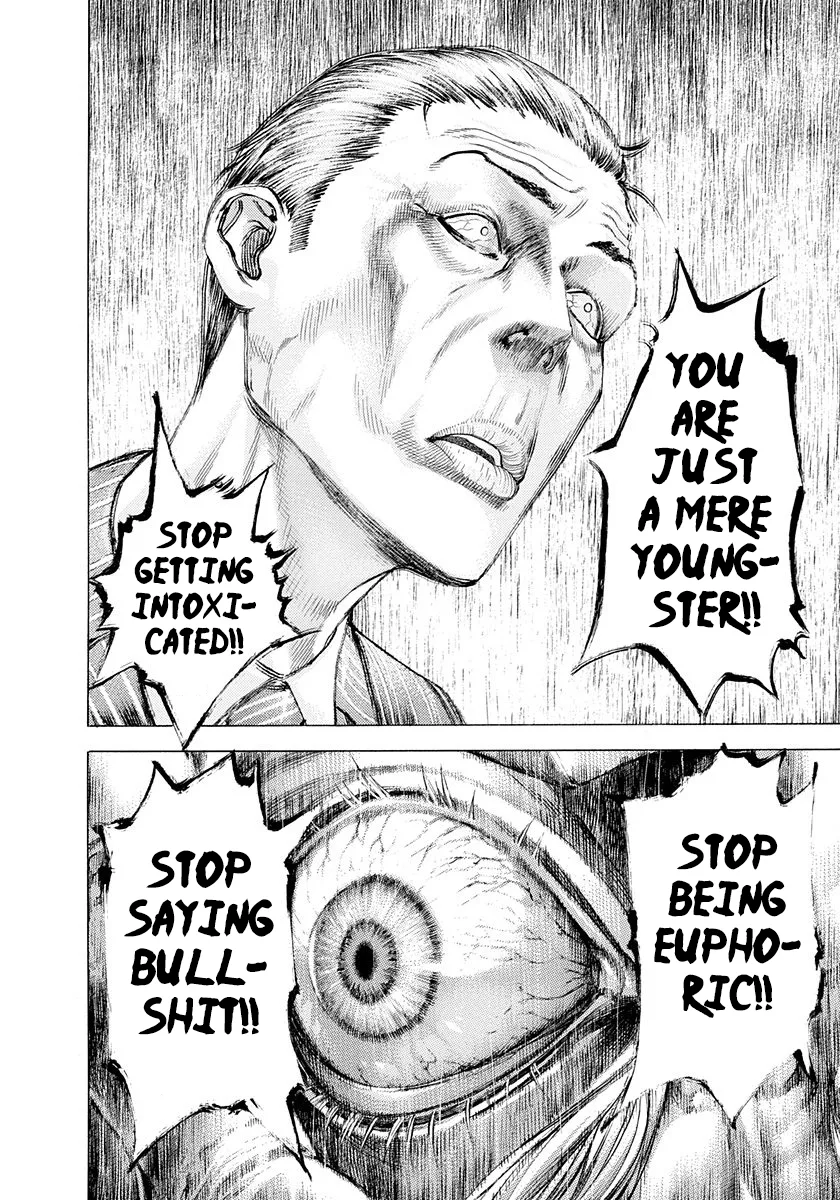 YOU
ARE
JUST
A MERE
YOUNG-
STER!!
STOP
GETTING
INTOXI-
CATED!!
STOP
BEING
EUPHO-
RIC!!
STOP
SAYING
BULL-
SHIT!!